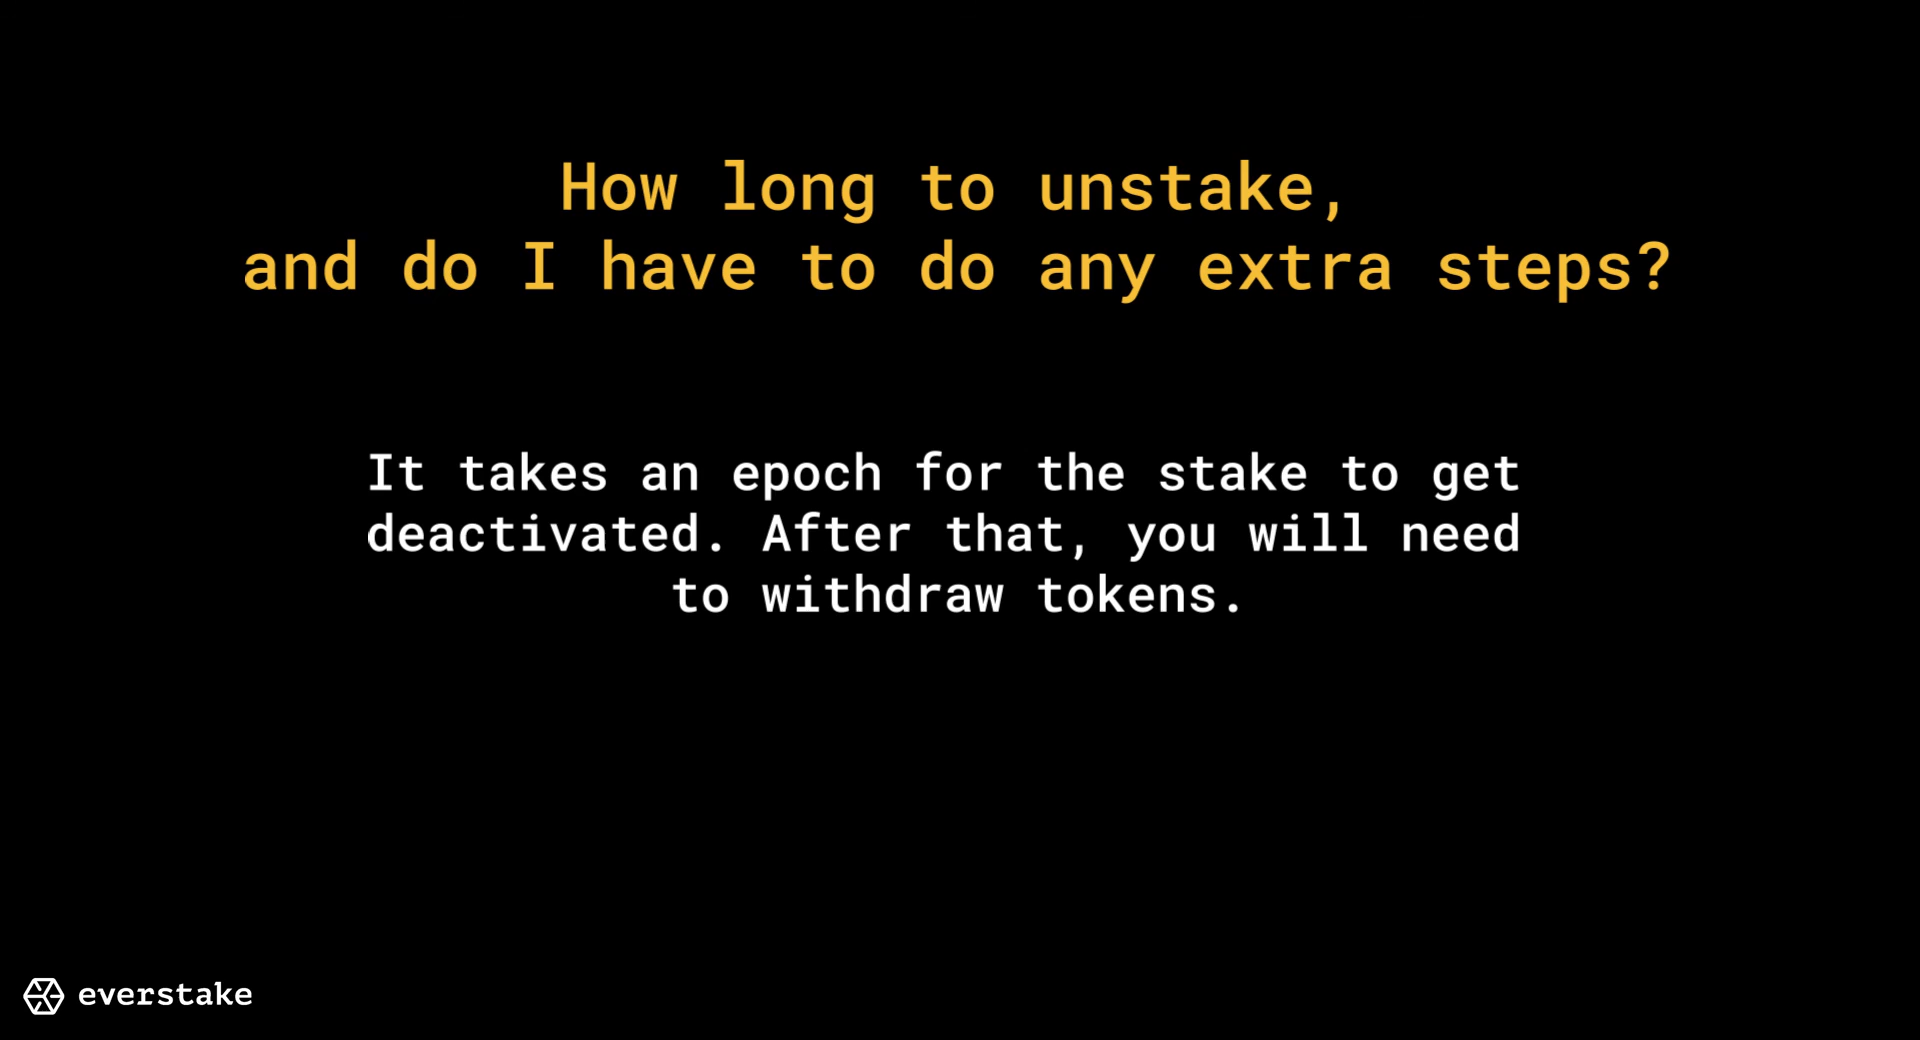 How long to unstake,
and do I have to do any extra steps?
It takes an epoch for the stake to get
deactivated. After that, you will need
to withdraw tokens.
everstake